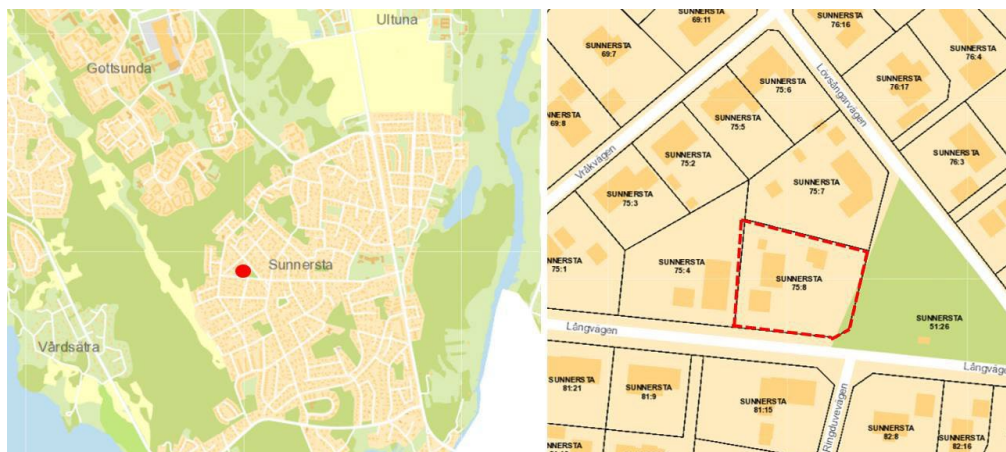 Ultuna
Gottsunda
Sunnersta
Vårdsätra
SUNNERSTA
69:11
SUNNERSTA
76:16
SUNNERSTA
76:4
SUNNERSTA
69:7
SUNNERSTA
75:6
Lövsångarvägen
SUNNERSTA
76:17
SUNNERSTA
69:8
SUNNERSTA
75:5
Vråkvägen
SUNNERSTA
75:2
SUNNERSTA
76:3
SUNNERSTA
75:3
SUNNERSTA
75:7
SUNNERSTA
75:1
SUNNERSTA
75:4
SUNNERSTA
75:8
SUNNERSTA
51:26
Långvägen
Långväge
SUNNERSTA
81:21
SUNNERSTA
81:9
SUNNERSTA
81:15
Ringduvevägen
SUNNERSTA
82:8
SUNNERSTA
82:16
SUNNERSTA